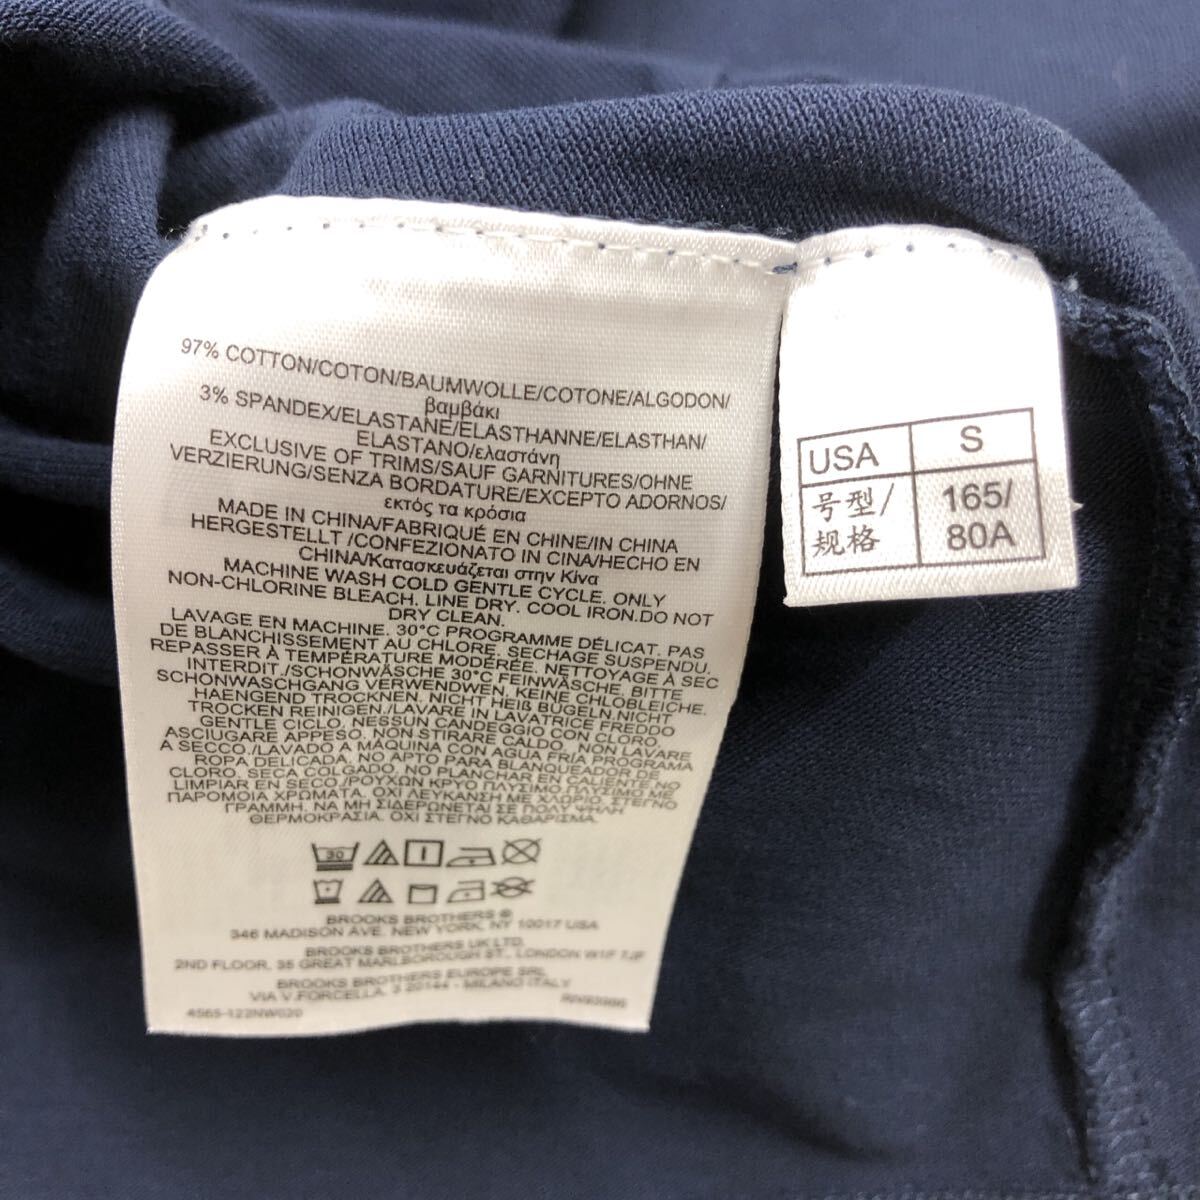 97% COTTON/COTON/BAUMWOLLE/COTONE/ALGODON/
βαμβάκι
3% SPANDEX/ELASTANE/ELASTHANNE/ELASTHAN/
ELASTANO/ελαστάνη
EXCLUSIVE OF TRIMS/SAUF GARNITURES/OHNE
VERZIERUNG/SENZA BORDATURE/EXCEPTO ADORNOS/
εκτός τα κρόσια
MADE IN CHINA/FABRIQUÉ EN CHINE/IN CHINA
HERGESTELLT /CONFEZIONATO IN CINA/HECHO EN
CHINA/Κατασκευάζεται στην Κίνα
MACHINE WASH COLD GENTLE CYCLE. ONLY
NON-CHLORINE BLEACH. LINE DRY. COOL IRON.DO NOT
DRY CLEAN.
LAVAGE EN MACHINE. 30°C PROGRAMME DÉLICAT. PAS
DE BLANCHISSEMENT AU CHLORE. SECHAGE SUSPENDU.
REPASSER À TEMPÉRATURE MODÉRÉE. NETTOYAGE À SEC
INTERDIT./SCHONWÄSCHE 30°C FEINWÄSCHE. BITTE
SCHONWASCHGANG VERWENDWEN. KEINE CHLOBLEICHE.
HAENGEND TROCKNEN. NICHT HEIß BÜGELN.NICHT
TROCKEN REINIGEN./LAVARE IN LAVATRICE FREDDO
GENTLE CICLO. NESSUN CANDEGGIO CON CLORO.
ASCIUGARE APPESO. NON STIRARE CALDO. NON LAVARE
A SECCO./LAVADO A MÁQUINA CON AGUA FRÍA PROGRAMA
ROPA DELICADA. NO APTO PARA BLANQUEADOR DE
CLORO. SECA COLGADO. NO PLANCHAR EN CALIENTE.NO
LIMPIAR EN SECO./ΡΟΥΧΩΝ ΚΡΥΟ ΠΛΥΣΙΜΟ.ΠΛΥΣΙΜΟ ΜΕ
ΠΑΡΟΜΟΙΑ ΧΡΩΜΑΤΑ. ΟΧΙ ΛΕΥΚΑΝΣΗ ΜΕ ΧΛΩΡΙΟ. ΣΤΕΓΝΟ
ΓΡΑΜΜΗ. ΝΑ ΜΗ ΣΙΔΕΡΩΝΕΤΑΙ ΣΕ ΠΟΛΥ ΨΗΛΗ
ΘΕΡΜΟΚΡΑΣΙΑ. ΟΧΙ ΣΤΕΓΝΟ ΚΑΘΑΡΙΣΜΑ.
30
BROOKS BROTHERS ®
346 MADISON AVE. NEW YORK, NY 10017 USA
BROOKS BROTHERS UK LTD.
2ND FLOOR, 35 GREAT MARLBOROUGH ST., LONDON W1F 7JF
BROOKS BROTHERS EUROPE SRL
VIA V.FORCELLA, 3 20144 - MILANO ITALY
4565-122NW020
USA S
号型/ 165/
规格 80A